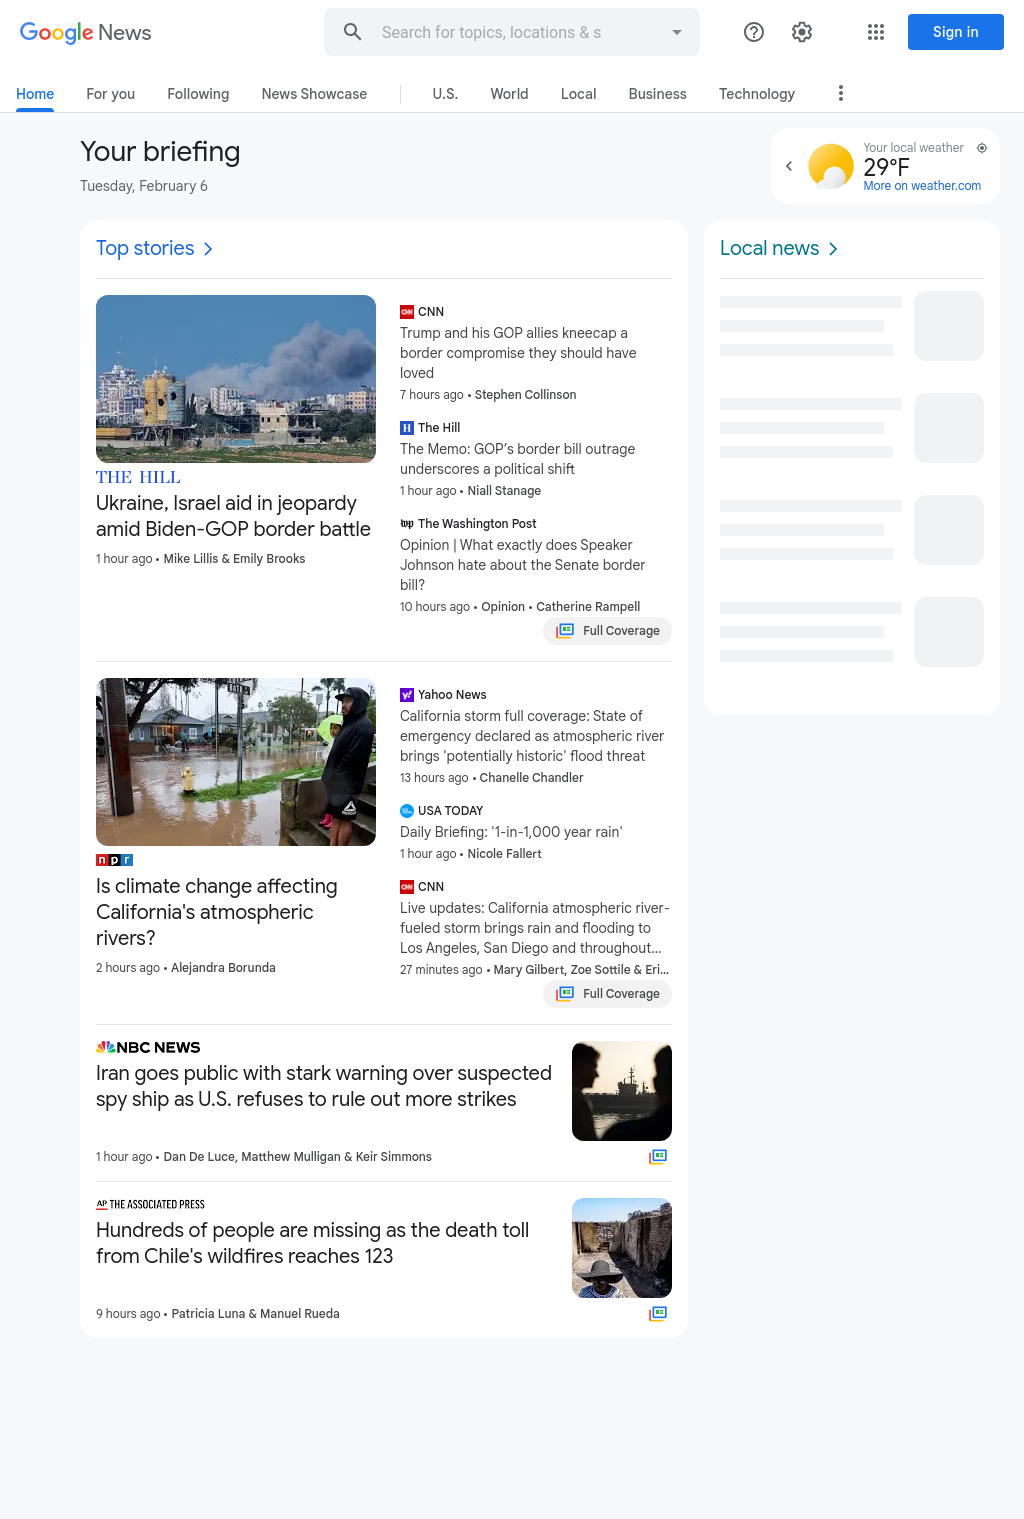 Google News
Search for topics, locations & s
Sign in
Home
For you
Following
News Showcase
U.S.
World
Local
Business
Technology
Your briefing
Tuesday, February 6
Your local weather
29°F
More on weather.com
Top stories
THE HILL
Ukraine, Israel aid in jeopardy
amid Biden-GOP border battle
1 hour ago • Mike Lillis & Emily Brooks
CNN
Trump and his GOP allies kneecap a
border compromise they should have
loved
7 hours ago • Stephen Collinson
H The Hill
The Memo: GOP’s border bill outrage
underscores a political shift
1 hour ago • Niall Stanage
wp The Washington Post
Opinion | What exactly does Speaker
Johnson hate about the Senate border
bill?
10 hours ago • Opinion • Catherine Rampell
Full Coverage
npr
Is climate change affecting
California's atmospheric
rivers?
2 hours ago • Alejandra Borunda
Yahoo News
California storm full coverage: State of
emergency declared as atmospheric river
brings 'potentially historic' flood threat
13 hours ago • Chanelle Chandler
USA TODAY
Daily Briefing: '1-in-1,000 year rain'
1 hour ago • Nicole Fallert
CNN
Live updates: California atmospheric river-
fueled storm brings rain and flooding to
Los Angeles, San Diego and throughout...
27 minutes ago • Mary Gilbert, Zoe Sottile & Eri...
Full Coverage
NBC NEWS
Iran goes public with stark warning over suspected
spy ship as U.S. refuses to rule out more strikes
1 hour ago • Dan De Luce, Matthew Mulligan & Keir Simmons
AP THE ASSOCIATED PRESS
Hundreds of people are missing as the death toll
from Chile's wildfires reaches 123
9 hours ago • Patricia Luna & Manuel Rueda
Local news